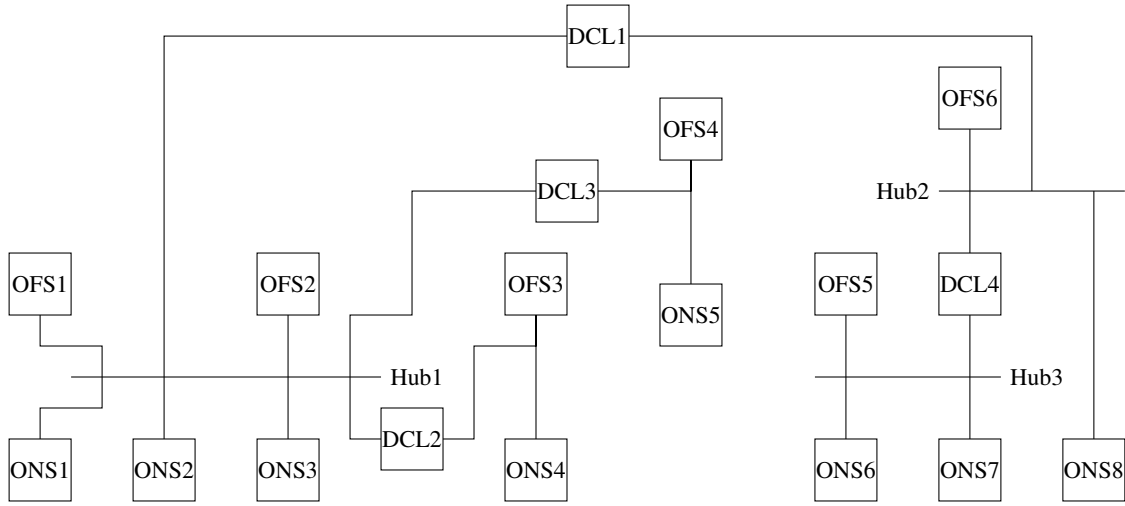 DCL1
OFS6
OFS4
DCL3
Hub2
OFS1
OFS2
OFS3
OFS5
DCL4
ONS5
Hub1
Hub3
DCL2
ONS1
ONS2
ONS3
ONS4
ONS6
ONS7
ONS8